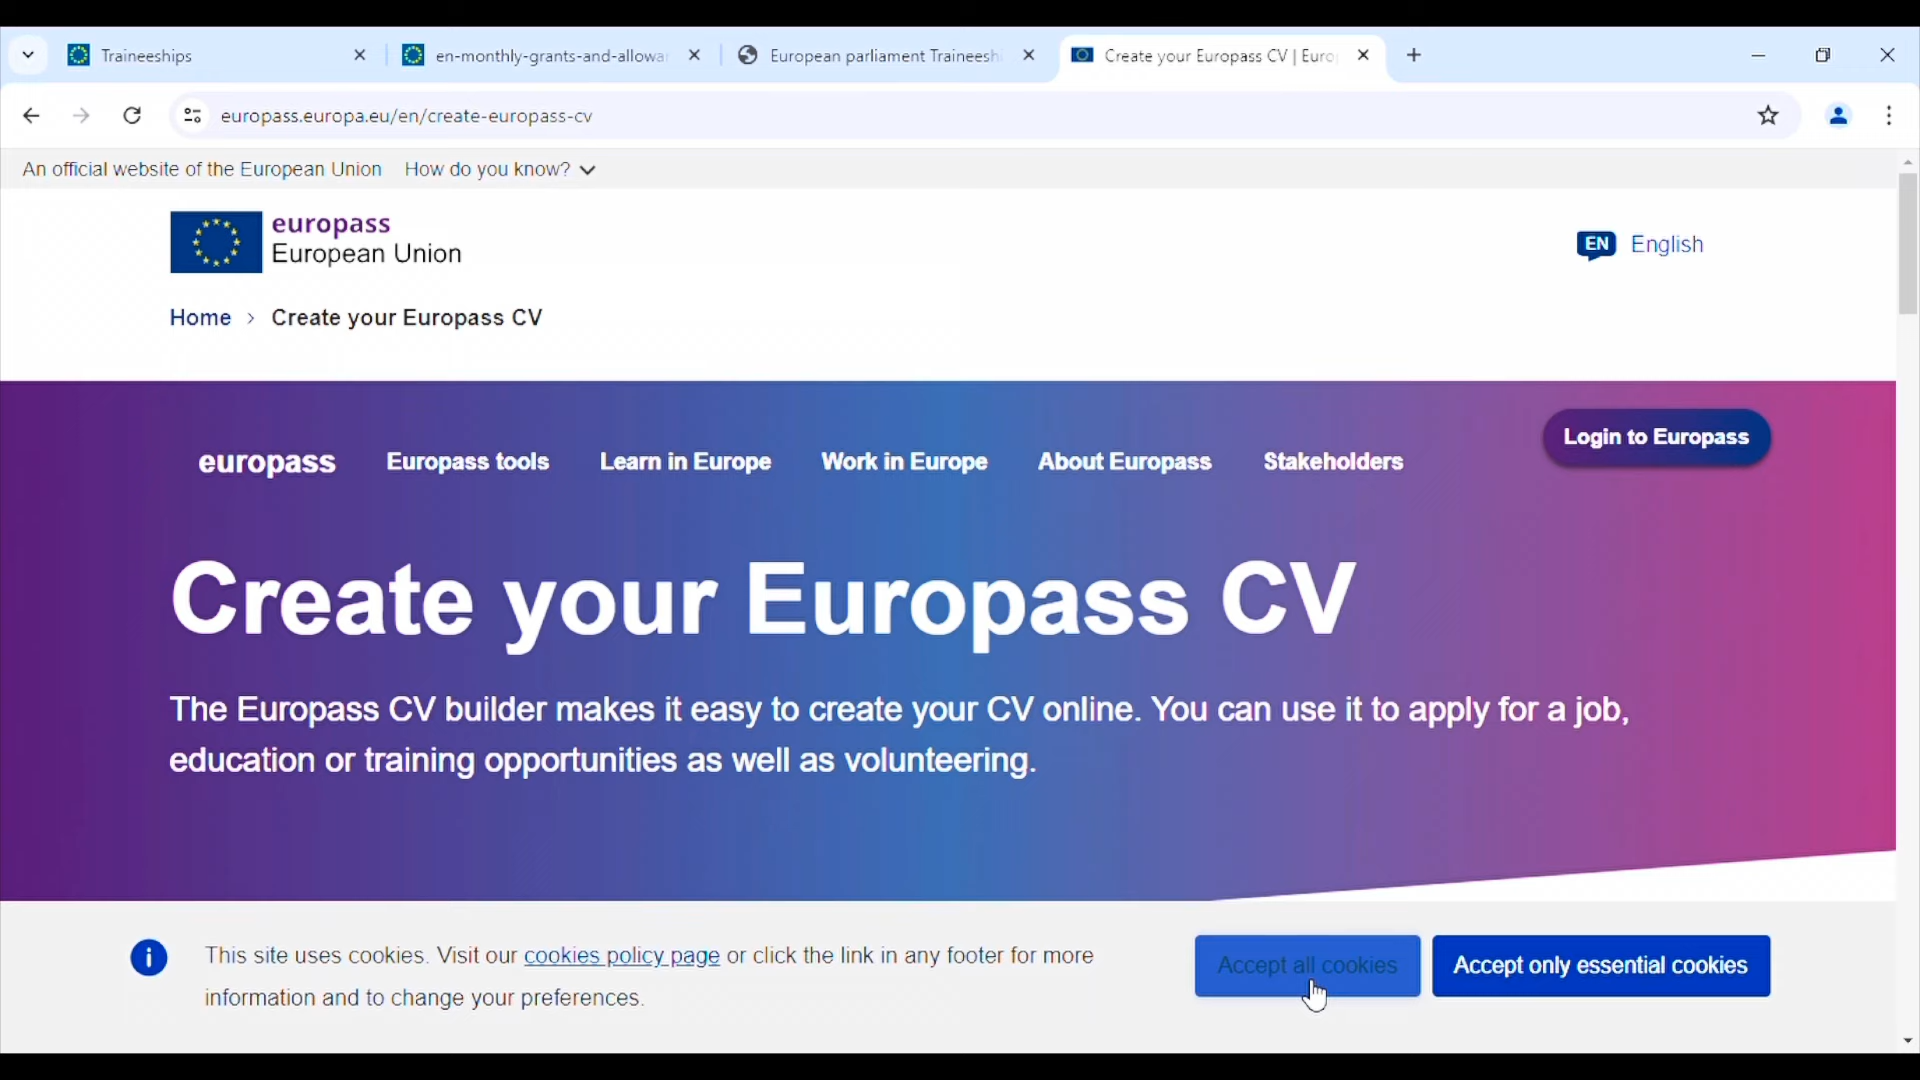 Traineeships
en-monthly-grants-and-allowa
European parliament Traineesh
Create your Europass CV | Euro
europass.europa.eu/en/create-europass-cv
An official website of the European Union How do you know?
europass
European Union
EN English
Home > Create your Europass CV
Login to Europass
europass Europass tools Learn in Europe Work in Europe About Europass Stakeholders
Create your Europass CV
The Europass CV builder makes it easy to create your CV online. You can use it to apply for a job,
education or training opportunities as well as volunteering.
This site uses cookies. Visit our cookies policy page or click the link in any footer for more
information and to change your preferences.
Accept all cookies
Accept only essential cookies